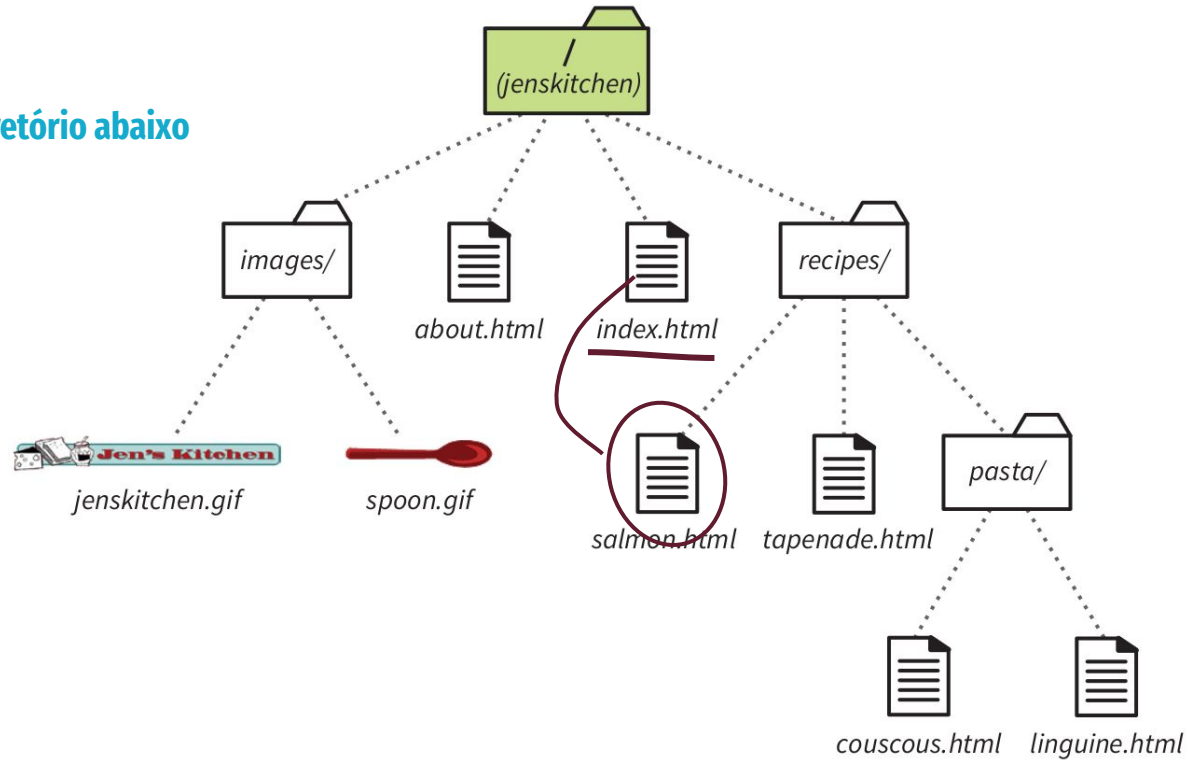 /
(jenskitchen)
etório abaixo
images/
recipes/
about.html
index.html
Jen's Kitchen
pasta/
jenskitchen.gif
spoon.gif
salmon.html
tapenade.html
couscous.html
linguine.html